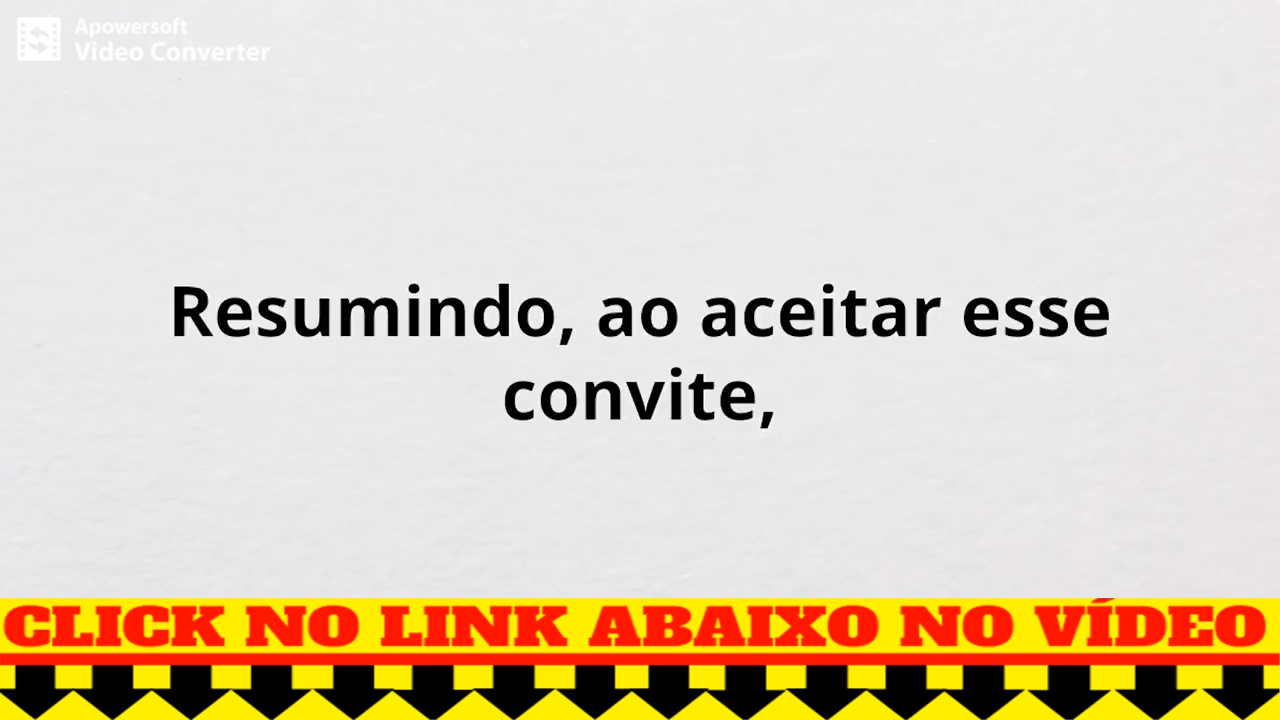 Apowersoft
Video Converter
Resumindo, ao aceitar esse
convite,
CLICK NO LINK ABAIXO NO VÍDEO